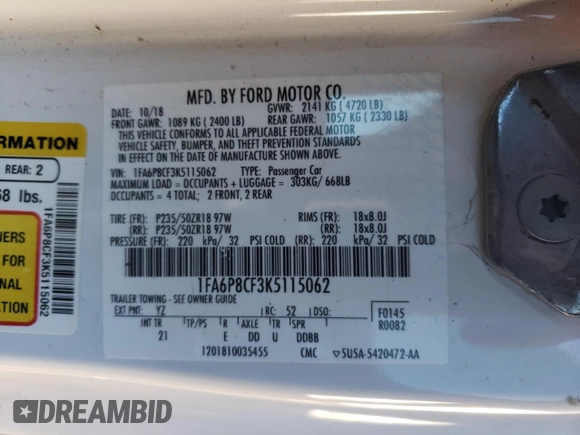 MFD. BY FORD MOTOR CO.
DATE: 10/18 GVWR: 2141 KG ( 4720 LB)
FRONT GAWR: 1089 KG ( 2400 LB) REAR GAWR: 1057 KG ( 2330 LB)
THIS VEHICLE CONFORMS TO ALL APPLICABLE FEDERAL MOTOR
VEHICLE SAFETY, BUMPER, AND THEFT PREVENTION STANDARDS
IN EFFECT ON THE DATE OF MANUFACTURE SHOWN ABOVE.
VIN: 1FA6P8CF3K5115062 TYPE: Passenger Car
MAXIMUM LOAD = OCCUPANTS + LUGGAGE = 303KG/ 668LB
OCCUPANTS = 4 TOTAL; 2 FRONT, 2 REAR
TIRE (FR): P235/50ZR18 97W RIMS (FR): 18x8.0J
(RR): P235/50ZR18 97W (RR): 18x8.0J
PRESSURE (FR): 220 kPa/ 32 PSI COLD (RR): 220 kPa/ 32 PSI COLD
1FA6P8CF3K5115062
TRAILER TOWING - SEE OWNER GUIDE
EXT PNT: YZ RC: 52 DSO: F0145
INT TR TP/PS R AXLE TR SPR R0082
21 E DD U DDBB
1201810035455 CMC 5U5A-5420472-AA
ORMATION
REAR: 2
68 lbs.
NERS
FOR
NAL
1FA6P8CF3K5115062
DREAMBID